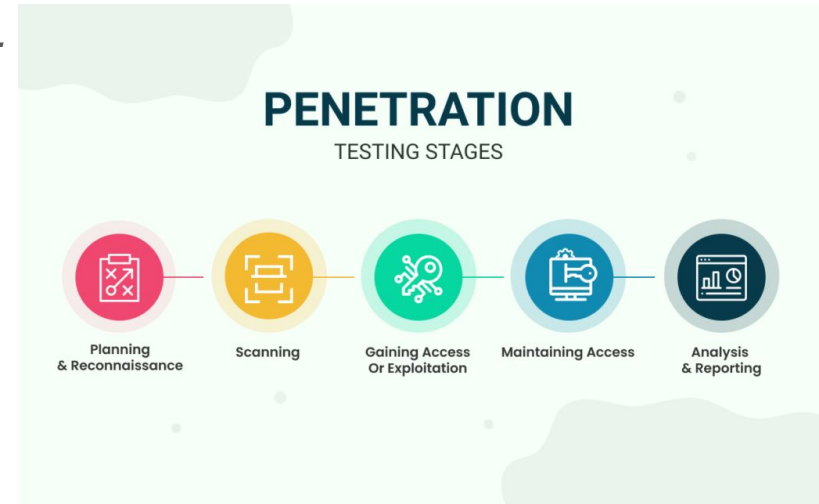 PENETRATION
TESTING STAGES
Planning
& Reconnaissance
Scanning
Gaining Access
Or Exploitation
Maintaining Access
Analysis
& Reporting